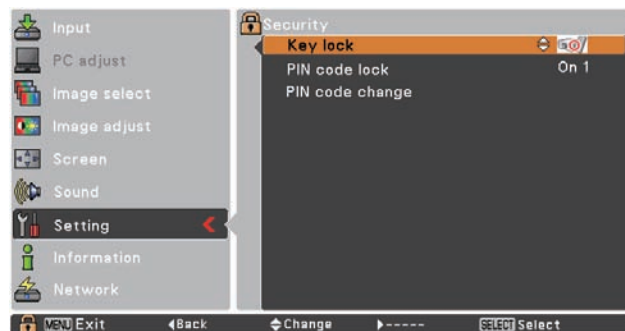 Input
PC adjust
Image select
Image adjust
Screen
Sound
Setting
Information
Network
Security
Key lock
PIN code lock On 1
PIN code change
MENU Exit ◀Back Change ▶----- SELECT Select